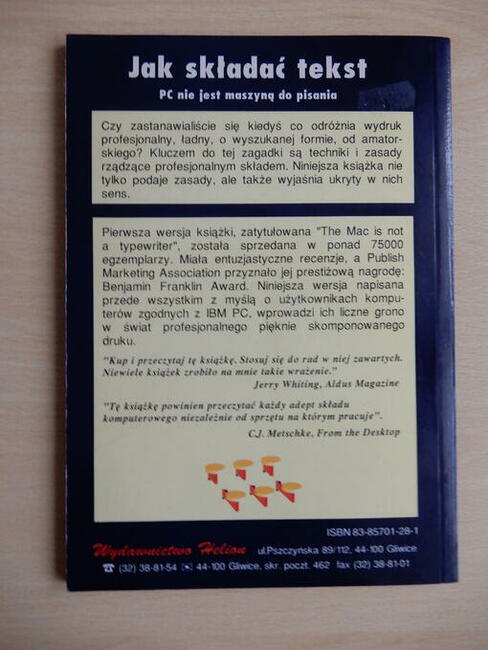 Jak składać tekst
PC nie jest maszyną do pisania
Czy zastanawialiście się kiedyś co odróżnia wydruk
profesjonalny, ładny, o wyszukanej formie, od amator-
skiego? Kluczem do tej zagadki są techniki i zasady
rządzące profesjonalnym składem. Niniejsza książka nie
tylko podaje zasady, ale także wyjaśnia ukryty w nich
sens.
Pierwsza wersja książki, zatytułowana "The Mac is not
a typewriter", została sprzedana w ponad 75000
egzemplarzy. Miała entuzjastyczne recenzje, a Publish
Marketing Association przyznało jej prestiżową nagrodę:
Benjamin Franklin Award. Niniejsza wersja napisana
przede wszystkim z myślą o użytkownikach kompu-
terów zgodnych z IBM PC, wprowadzi ich liczne grono
w świat profesjonalnego pięknie skomponowanego
druku.
"Kup i przeczytaj tę książkę. Stosuj się do rad w niej zawartych.
Niewiele książek zrobiło na mnie takie wrażenie."
Jerry Whiting, Aldus Magazine
"Tę książkę powinien przeczytać każdy adept składu
komputerowego niezależnie od sprzętu na którym pracuje".
C.J. Metschke, From the Desktop
ISBN 83-85701-28-1
Wydawnictwo Helion ul.Pszczyńska 89/112, 44-100 Gliwice
☎ (32) 38-81-54 ✉ 44-100 Gliwice, skr. poczt. 462 fax (32) 38-81-01